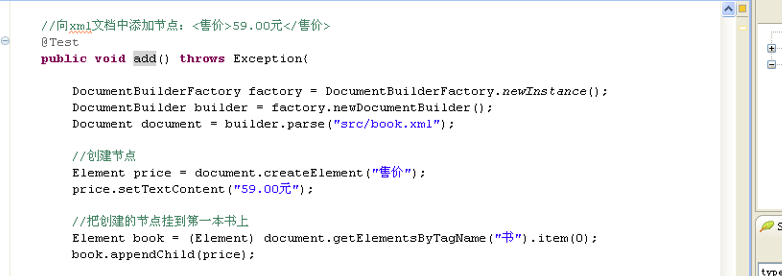 //向xml文档中添加节点：<售价>59.00元</售价>
@Test
public void add() throws Exception{
DocumentBuilderFactory factory = DocumentBuilderFactory.newInstance();
DocumentBuilder builder = factory.newDocumentBuilder();
Document document = builder.parse("src/book.xml");
//创建节点
Element price = document.createElement("售价");
price.setTextContent("59.00元");
//把创建的节点挂到第一本书上
Element book = (Element) document.getElementsByTagName("书").item(0);
book.appendChild(price);